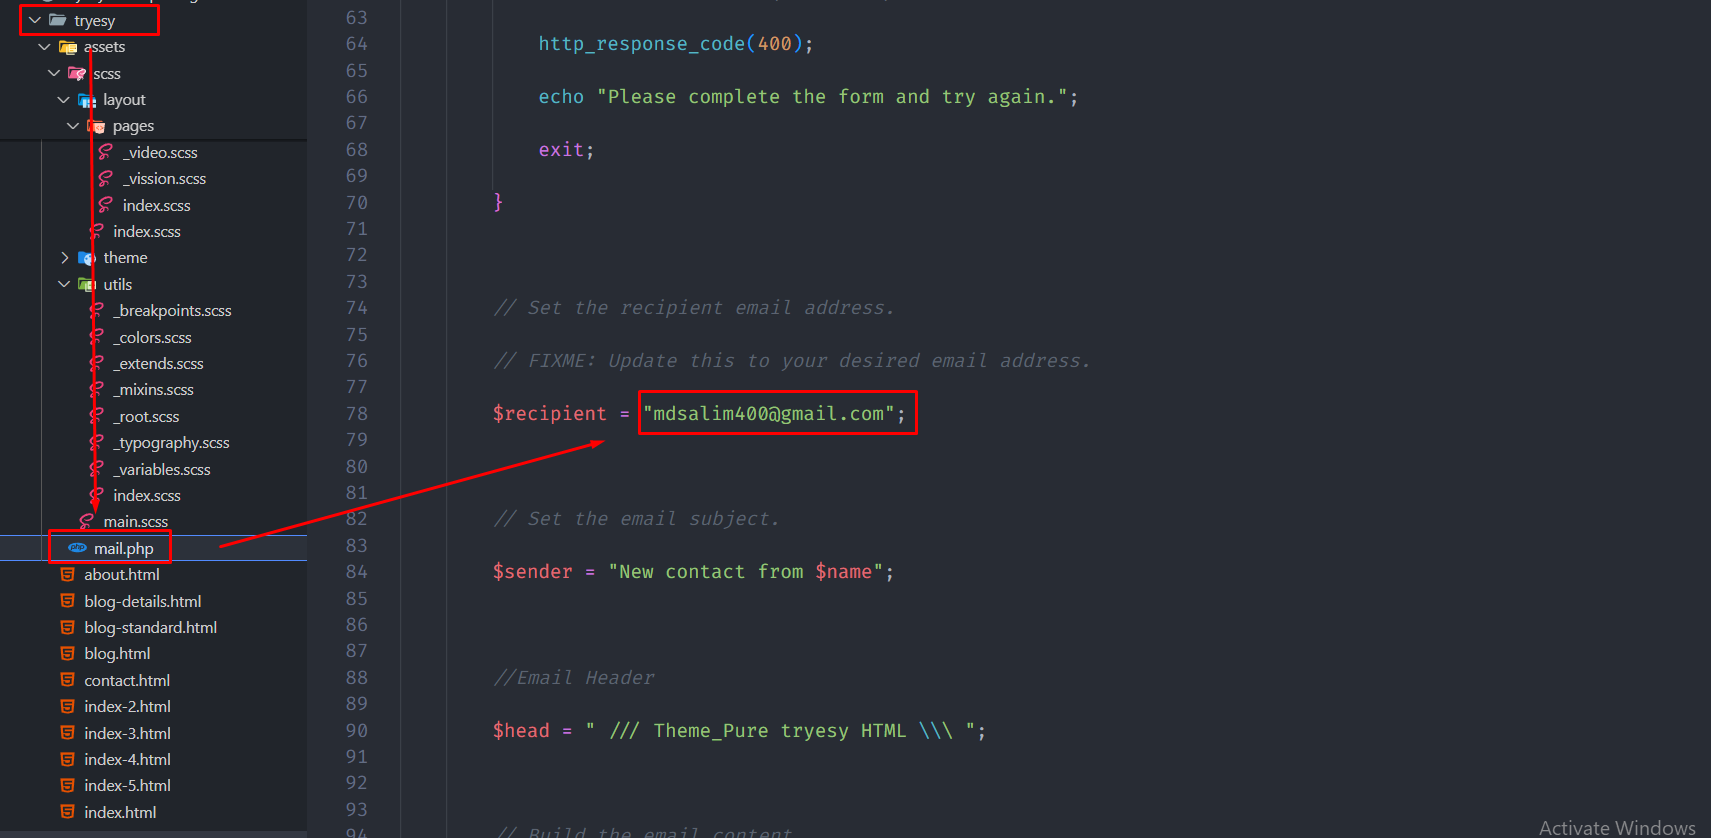 tryesy
assets
scss
layout
pages
_video.scss
_vission.scss
index.scss
index.scss
theme
utils
_breakpoints.scss
_colors.scss
_extends.scss
_mixins.scss
_root.scss
_typography.scss
_variables.scss
index.scss
main.scss
php mail.php
about.html
blog-details.html
blog-standard.html
blog.html
contact.html
index-2.html
index-3.html
index-4.html
index-5.html
index.html
63
64 http_response_code(400);
65
66 echo "Please complete the form and try again.";
67
68 exit;
69
70 }
71
72
73
74 // Set the recipient email address.
75
76 // FIXME: Update this to your desired email address.
77
78 $recipient = "mdsalim400@gmail.com";
79
80
81
82 // Set the email subject.
83
84 $sender = "New contact from $name";
85
86
87
88 //Email Header
89
90 $head = " /// Theme_Pure tryesy HTML \\\ ";
91
92
93
94 // Build the email content
Activate Windows